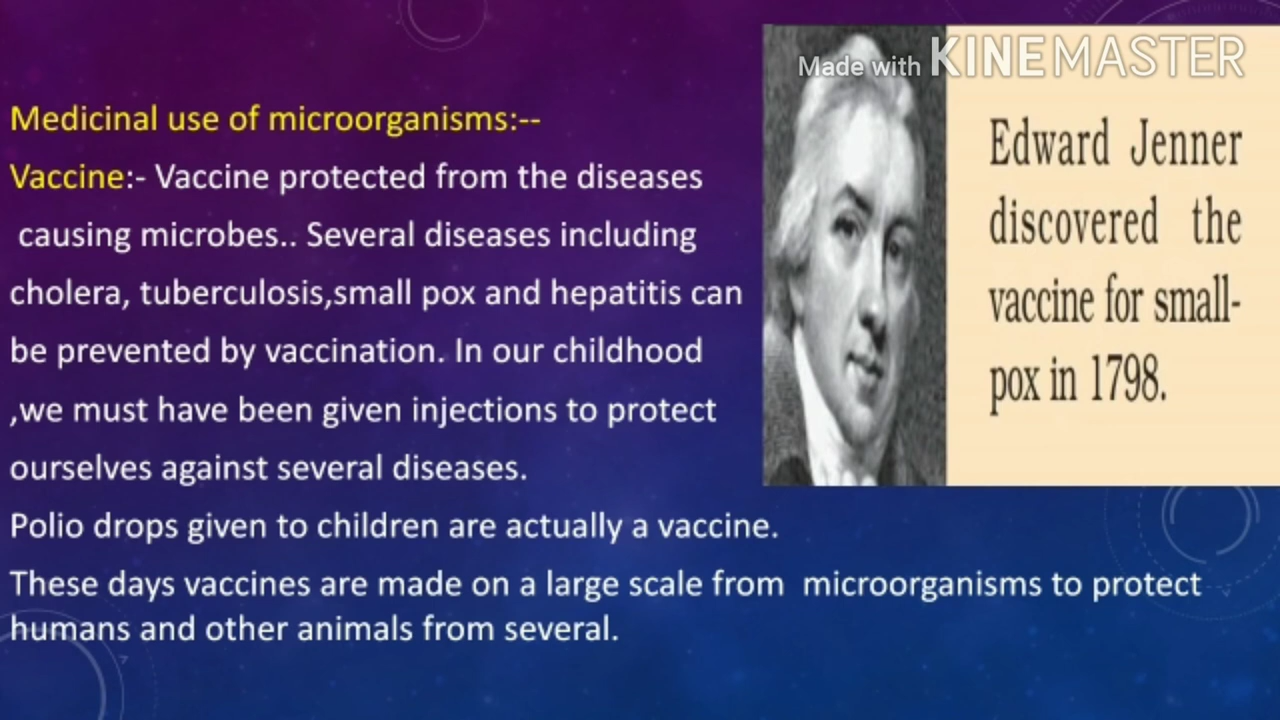 Made with KINEMASTER
Medicinal use of microorganisms:--
Vaccine:- Vaccine protected from the diseases
causing microbes.. Several diseases including
cholera, tuberculosis,small pox and hepatitis can
be prevented by vaccination. In our childhood
,we must have been given injections to protect
ourselves against several diseases.
Polio drops given to children are actually a vaccine.
These days vaccines are made on a large scale from  microorganisms to protect
humans and other animals from several.
Edward Jenner
discovered the
vaccine for small-
pox in 1798.